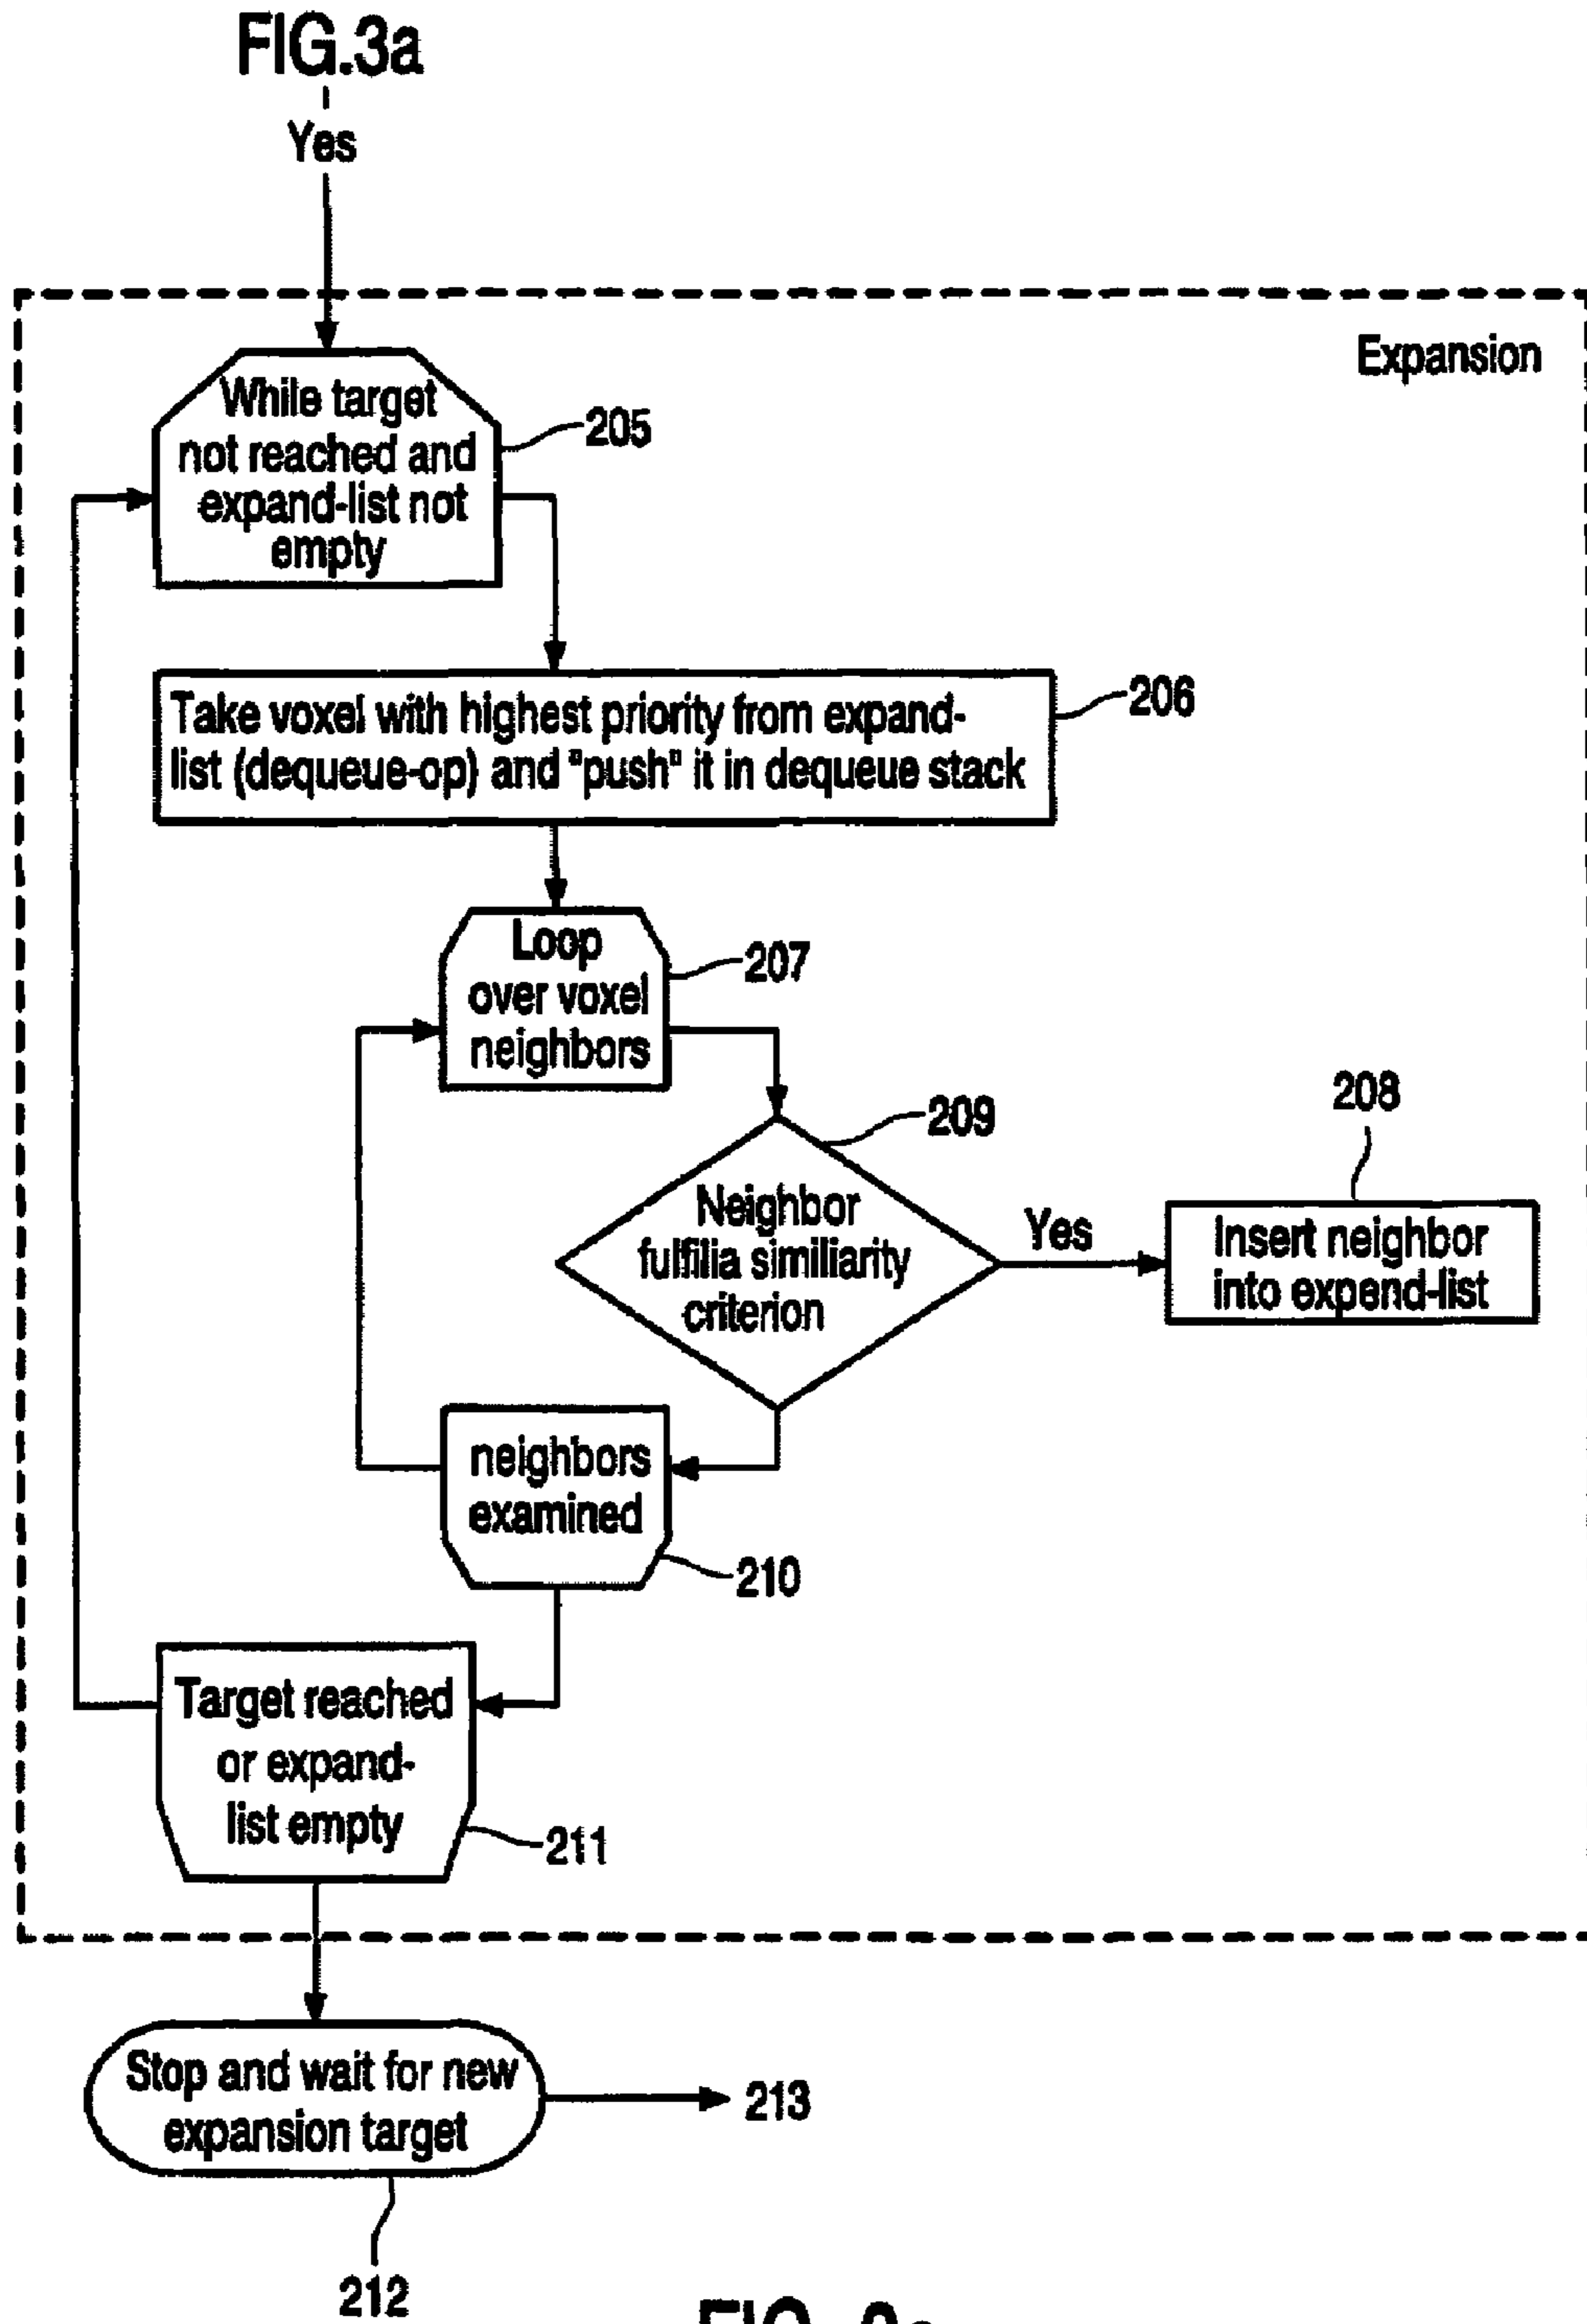 FIG.3a
Yes
Expansion
While target
not reached and
expand-list not
empty
205
Take voxel with highest priority from expand-
list (dequeue-op) and "push" it in dequeue stack
206
Loop
over voxel
neighbors
207
209
208
Neighbor
fulfilia similiarity
criterion
Yes
Insert neighbor
into expend-list
neighbors
examined
210
Target reached
or expand-
list empty
211
Stop and wait for new
expansion target
213
212